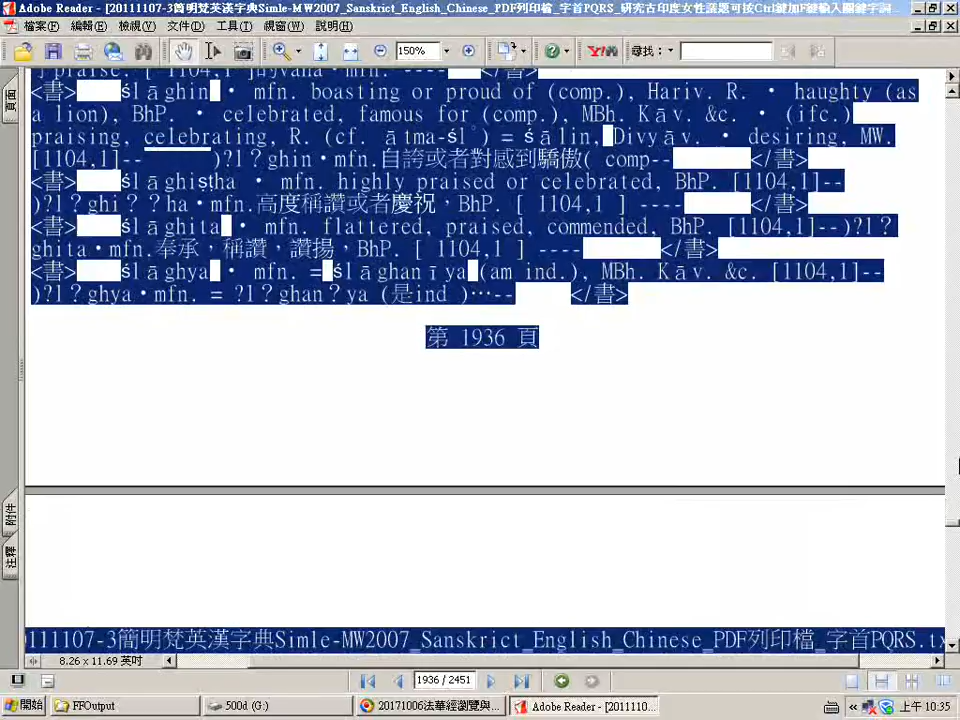 Adobe Reader - [20111107-3簡明梵英漢字典Simle-MW2007_Sanskrict_English_Chinese_PDF列印檔_字首PQRS_研究古印度女性議題可按Ctrl鍵加F鍵輸入關鍵字詞
檔案(F) 編輯(E) 檢視(V) 文件(D) 工具(T) 視窗(W) 說明(H)
150% 尋找：
頁面
] praise. [ 1104,1 ]的vana‧mfn. ---- </書>
<書> ślāghin ‧ mfn. boasting or proud of (comp.), Hariv. R. ‧ haughty (as
a lion), BhP. ‧ celebrated, famous for (comp.), MBh. Kāv. &c. ‧ (ifc.)
praising, celebrating, R. (cf. ātma-śl˚) = śālin, Divyāv. ‧ desiring, MW.
[1104,1]-- )?l？ghin‧mfn.自誇或者對感到驕傲( comp-- </書>
<書> ślāghiṣṭha ‧ mfn. highly praised or celebrated, BhP. [1104,1]--
)?l？ghi？？ha‧mfn.高度稱讚或者慶祝，BhP. [ 1104,1 ] ---- </書>
<書> ślāghita ‧ mfn. flattered, praised, commended, BhP. [1104,1]--)?l？
ghita‧mfn.奉承，稱讚，讚揚，BhP. [ 1104,1 ] ---- </書>
<書> ślāghya ‧ mfn. = ślāghanīya (am ind.), MBh. Kāv. &c. [1104,1]--
)?l？ghya‧mfn. = ?l？ghan？ya (是ind )…-- </書>
第 1936 頁
附件
注釋
111107-3簡明梵英漢字典Simle-MW2007_Sanskrict_English_Chinese_PDF列印檔_字首PQRS.tx
8.26 x 11.69 英吋
1936 / 2451
開始 FFOutput 500d (G:) 20171006法華經瀏覽與... Adobe Reader - [2011110... 上午 10:35